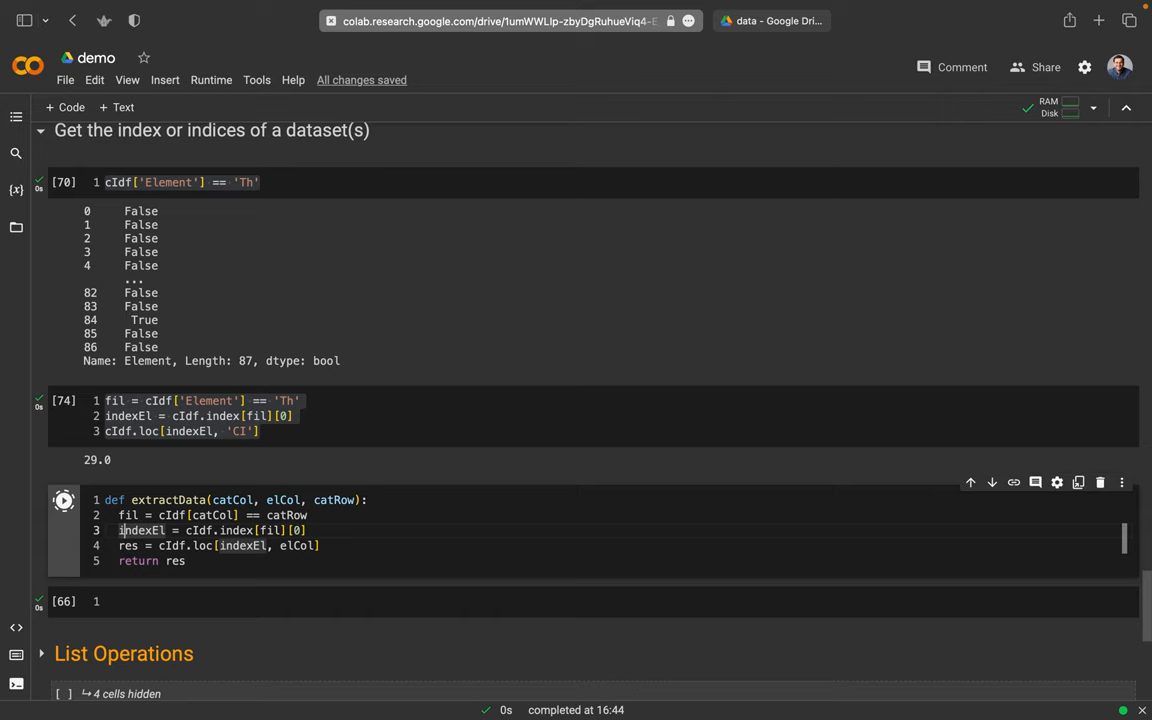 colab.research.google.com/drive/1umWWLlp-zbyDgRuhueViq4-E
data - Google Dri...
demo
File Edit View Insert Runtime Tools Help All changes saved
Comment Share
+ Code + Text
RAM
Disk
Get the index or indices of a dataset(s)
[70] 1 cIdf['Element'] == 'Th'
0s
0 False
1 False
2 False
3 False
4 False
...
82 False
83 False
84 True
85 False
86 False
Name: Element, Length: 87, dtype: bool
[74] 1 fil = cIdf['Element'] == 'Th'
0s
2 indexEl = cIdf.index[fil][0]
3 cIdf.loc[indexEl, 'CI']
29.0
1 def extractData(catCol, elCol, catRow):
2 fil = cIdf[catCol] == catRow
3 indexEl = cIdf.index[fil][0]
4 res = cIdf.loc[indexEl, elCol]
5 return res
[66] 1
0s
List Operations
[ ] ↳ 4 cells hidden
✓ 0s completed at 16:44